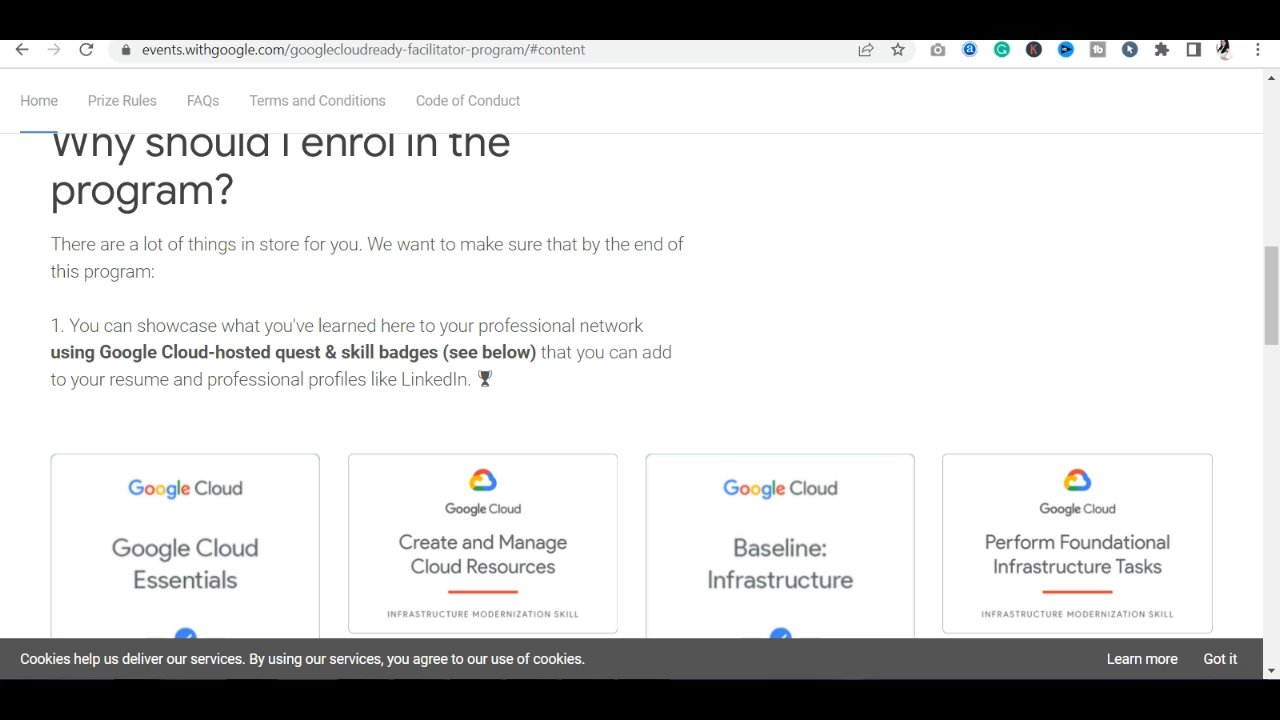 events.withgoogle.com/googlecloudready-facilitator-program/#content
Home Prize Rules FAQs Terms and Conditions Code of Conduct
Why should I enrol in the
program?
There are a lot of things in store for you. We want to make sure that by the end of
this program:
1. You can showcase what you've learned here to your professional network
using Google Cloud-hosted quest & skill badges (see below) that you can add
to your resume and professional profiles like LinkedIn.
Google Cloud
Google Cloud
Essentials
Google Cloud
Create and Manage
Cloud Resources
INFRASTRUCTURE MODERNIZATION SKILL
Google Cloud
Baseline:
Infrastructure
Google Cloud
Perform Foundational
Infrastructure Tasks
INFRASTRUCTURE MODERNIZATION SKILL
Cookies help us deliver our services. By using our services, you agree to our use of cookies. Learn more Got it